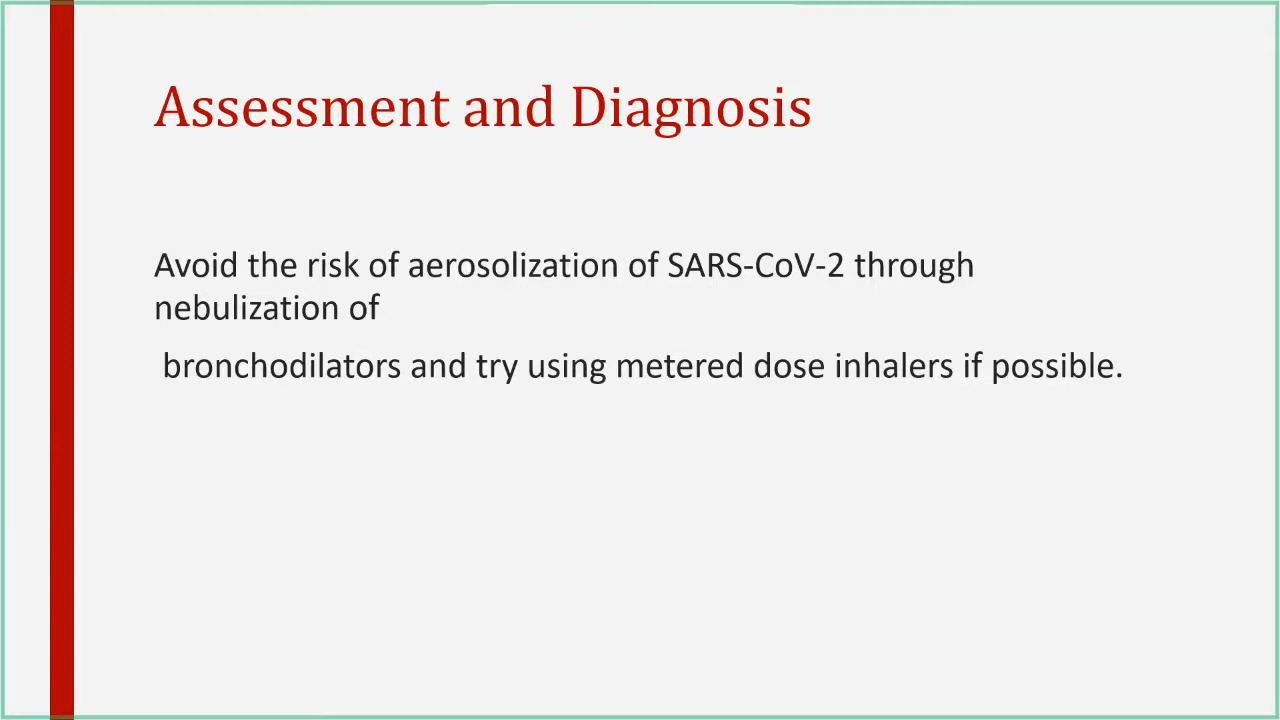 Assessment and Diagnosis
Avoid the risk of aerosolization of SARS-CoV-2 through
nebulization of
bronchodilators and try using metered dose inhalers if possible.